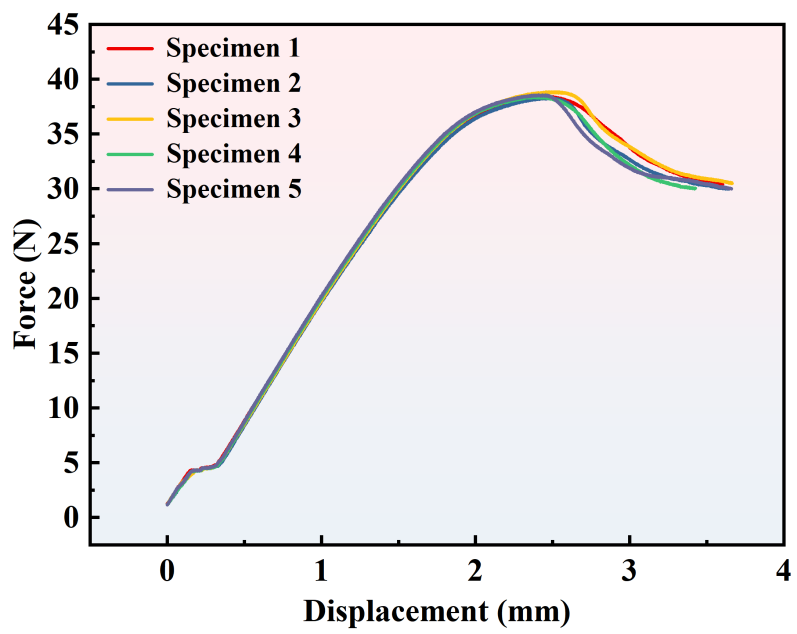 45
40
35
30
25
20
15
10
5
0
Force (N)
Specimen 1
Specimen 2
Specimen 3
Specimen 4
Specimen 5
0 1 2 3 4
Displacement (mm)